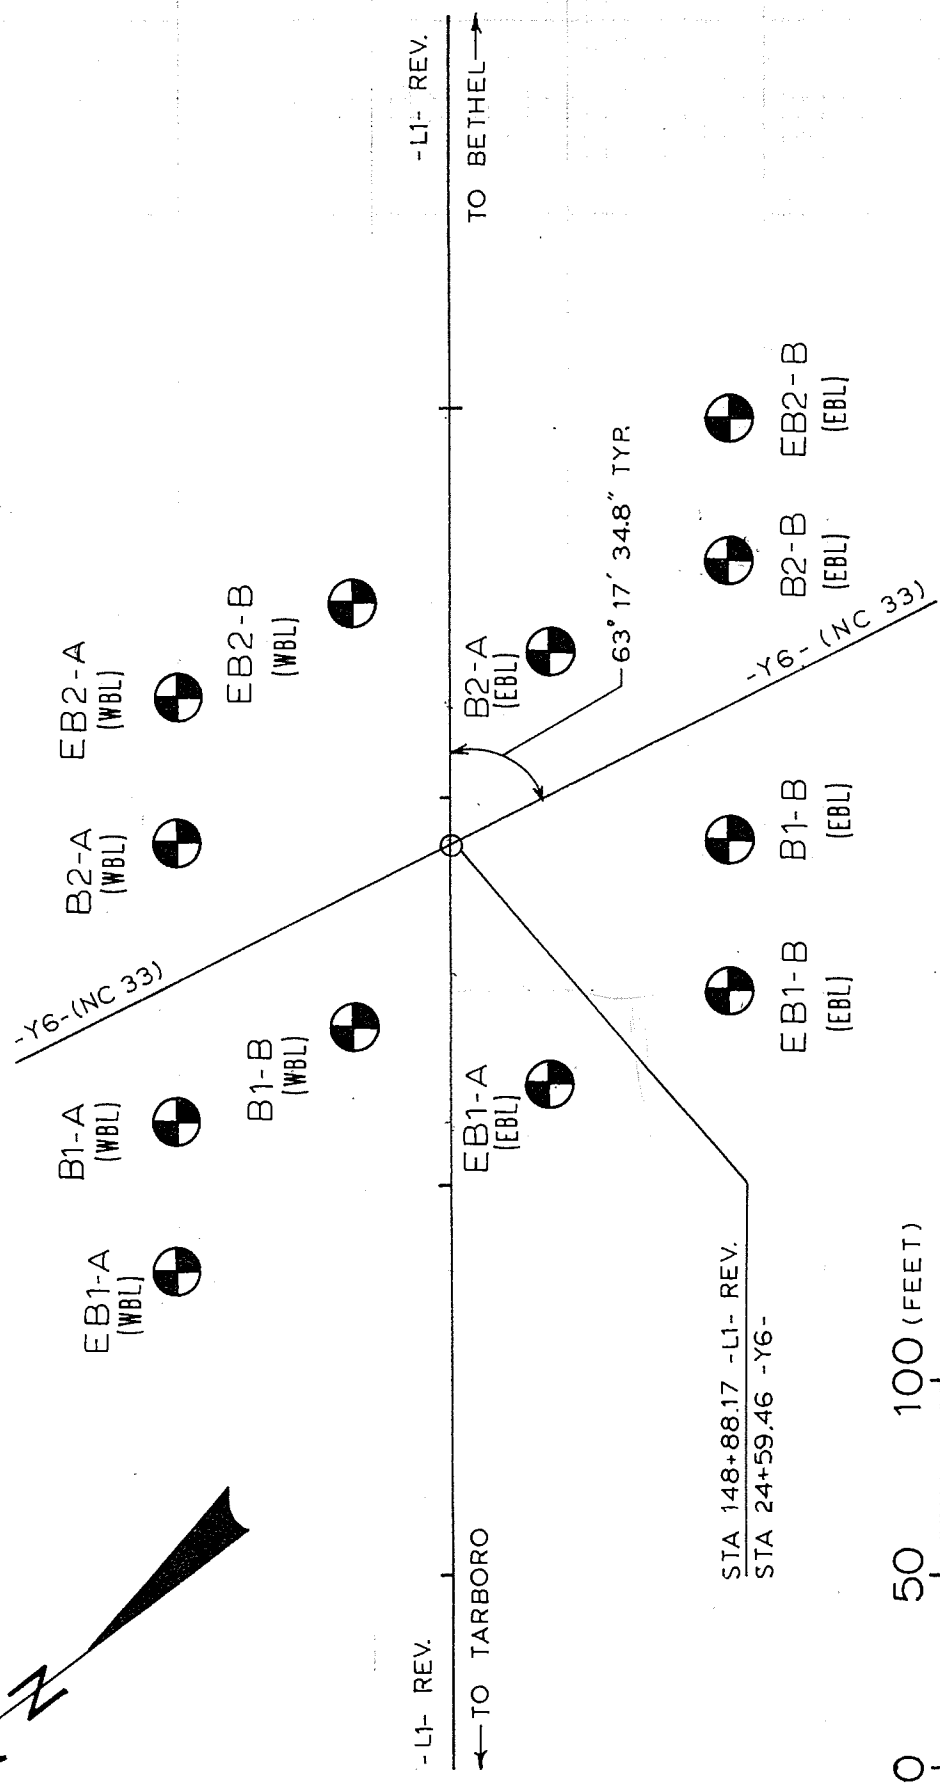 EB1-A
(WBL)
B1-A
(WBL)
B2-A
(WBL)
EB2-A
(WBL)
-Y6-(NC 33)
B1-B
(WBL)
EB2-B
(WBL)
N
-L1- REV.
-L1- REV.
←TO TARBORO
TO BETHEL→
EB1-A
(EBL)
B2-A
(EBL)
63° 17' 34.8" TYP.
-Y6-(NC 33)
EB1-B
(EBL)
B1-B
(EBL)
B2-B
(EBL)
EB2-B
(EBL)
STA 148+88.17 -L1- REV.
STA 24+59.46 -Y6-
0 50 100 (FEET)